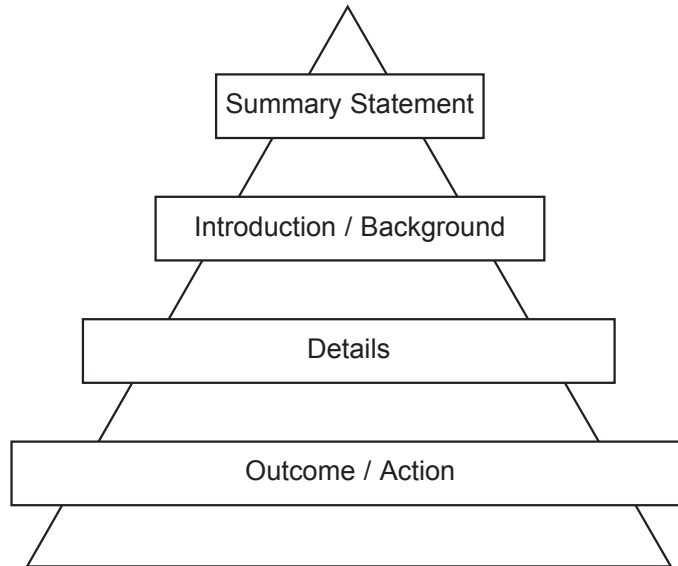 Summary Statement
Introduction / Background
Details
Outcome / Action